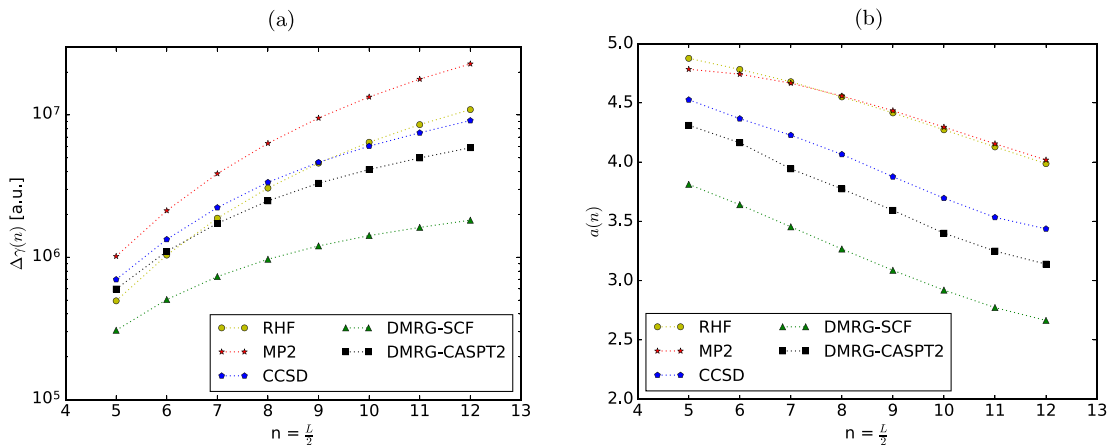 (a)
Δγ(n) [a.u.]
10^7
10^6
10^5
4 5 6 7 8 9 10 11 12 13
n = L/2
RHF
MP2
CCSD
DMRG-SCF
DMRG-CASPT2
(b)
a(n)
5.0
4.5
4.0
3.5
3.0
2.5
2.0
4 5 6 7 8 9 10 11 12 13
n = L/2
RHF
MP2
CCSD
DMRG-SCF
DMRG-CASPT2